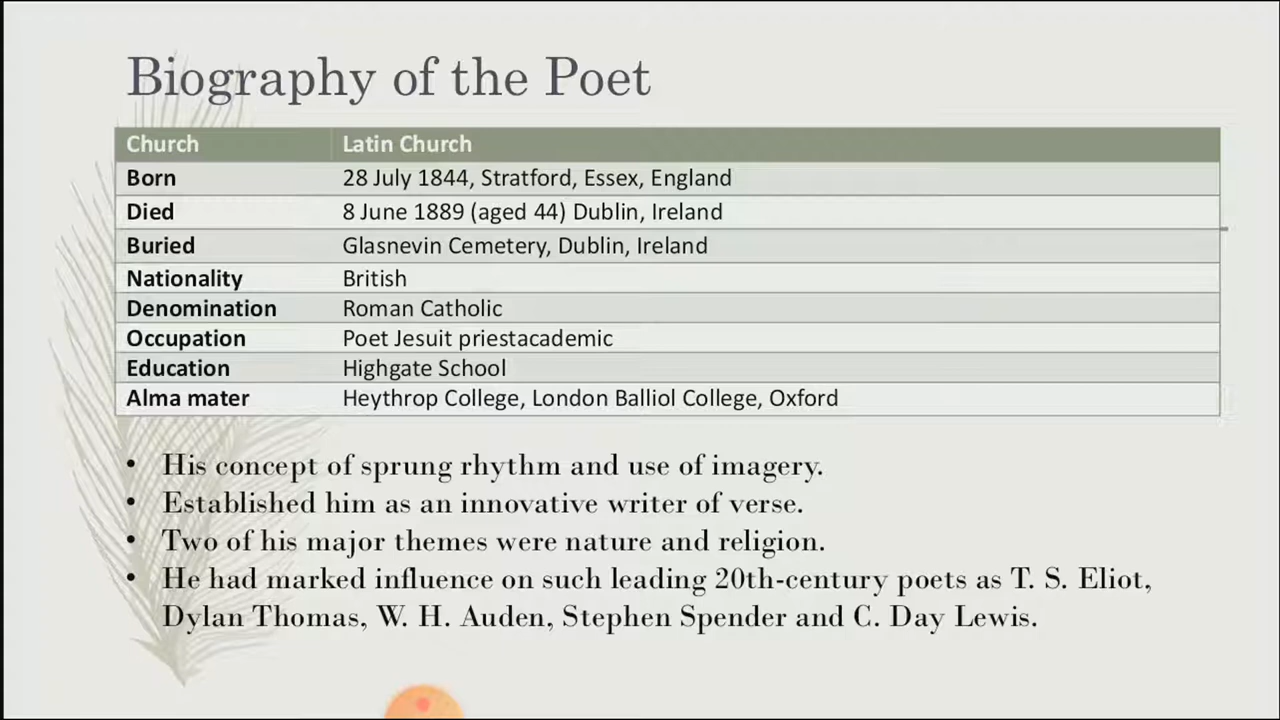 Biography of the Poet
Church Latin Church
Born 28 July 1844, Stratford, Essex, England
Died 8 June 1889 (aged 44) Dublin, Ireland
Buried Glasnevin Cemetery, Dublin, Ireland
Nationality British
Denomination Roman Catholic
Occupation Poet Jesuit priestacademic
Education Highgate School
Alma mater Heythrop College, London Balliol College, Oxford
• His concept of sprung rhythm and use of imagery.
• Established him as an innovative writer of verse.
• Two of his major themes were nature and religion.
• He had marked influence on such leading 20th-century poets as T. S. Eliot,
Dylan Thomas, W. H. Auden, Stephen Spender and C. Day Lewis.